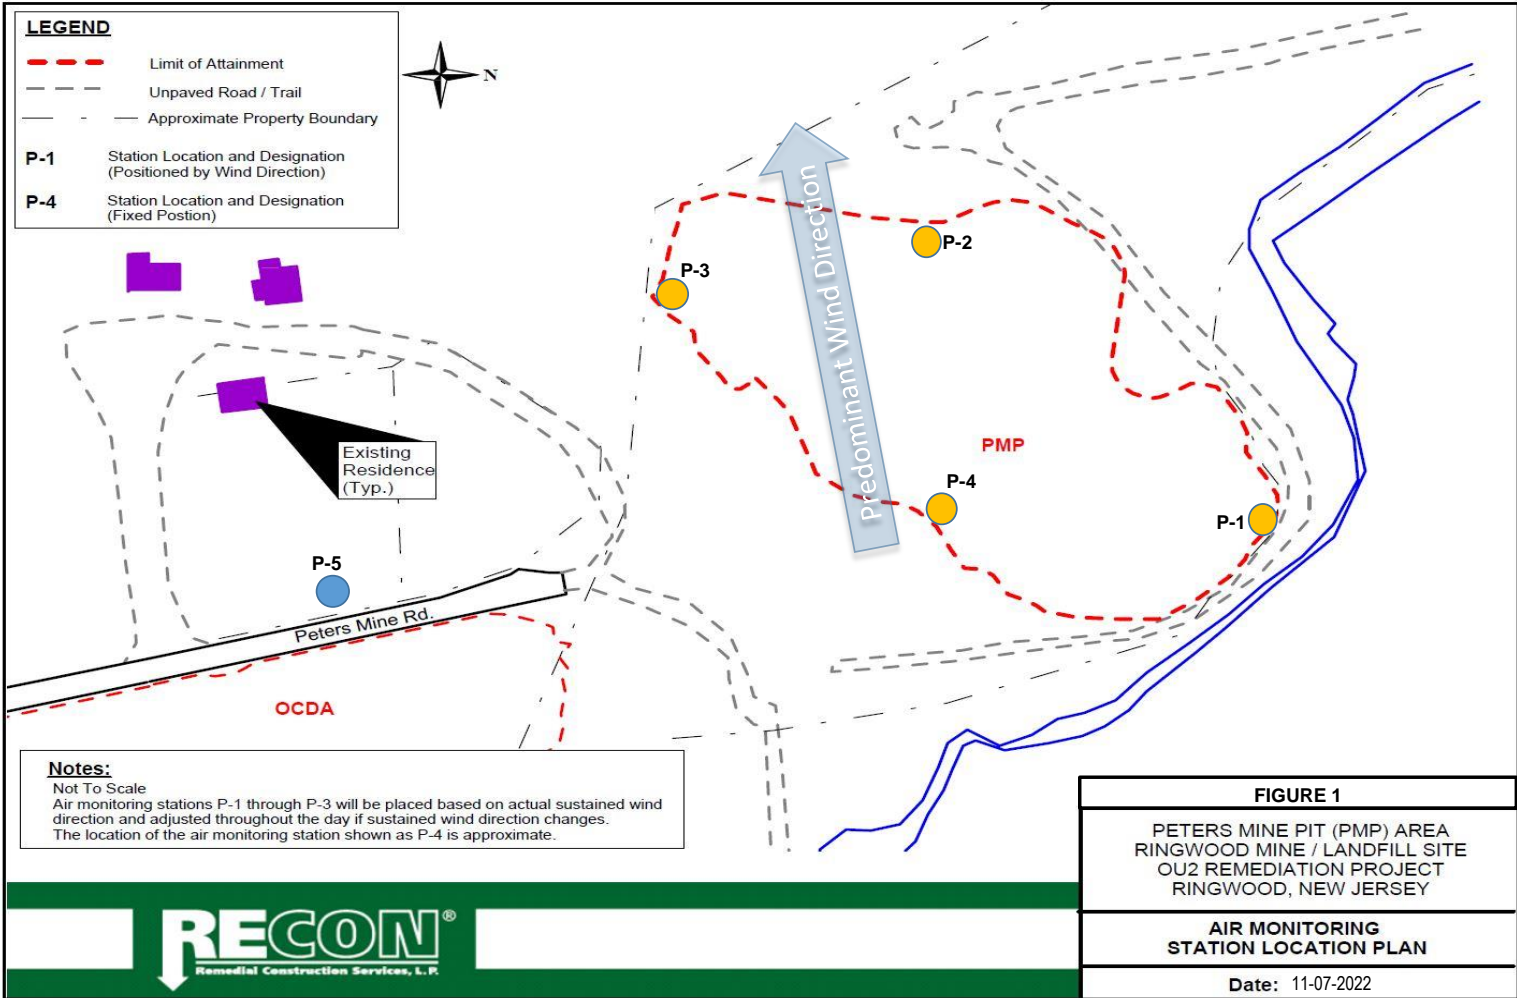 LEGEND
Limit of Attainment
Unpaved Road / Trail
Approximate Property Boundary
P-1 Station Location and Designation
(Positioned by Wind Direction)
P-4 Station Location and Designation
(Fixed Postion)
N
P-2
P-3
Predominant Wind Direction
PMP
P-4
P-1
Existing
Residence
(Typ.)
P-5
Peters Mine Rd.
OCDA
Notes:
Not To Scale
Air monitoring stations P-1 through P-3 will be placed based on actual sustained wind
direction and adjusted throughout the day if sustained wind direction changes.
The location of the air monitoring station shown as P-4 is approximate.
RECON®
Remedial Construction Services, L.P.
FIGURE 1
PETERS MINE PIT (PMP) AREA
RINGWOOD MINE / LANDFILL SITE
OU2 REMEDIATION PROJECT
RINGWOOD, NEW JERSEY
AIR MONITORING
STATION LOCATION PLAN
Date: 11-07-2022